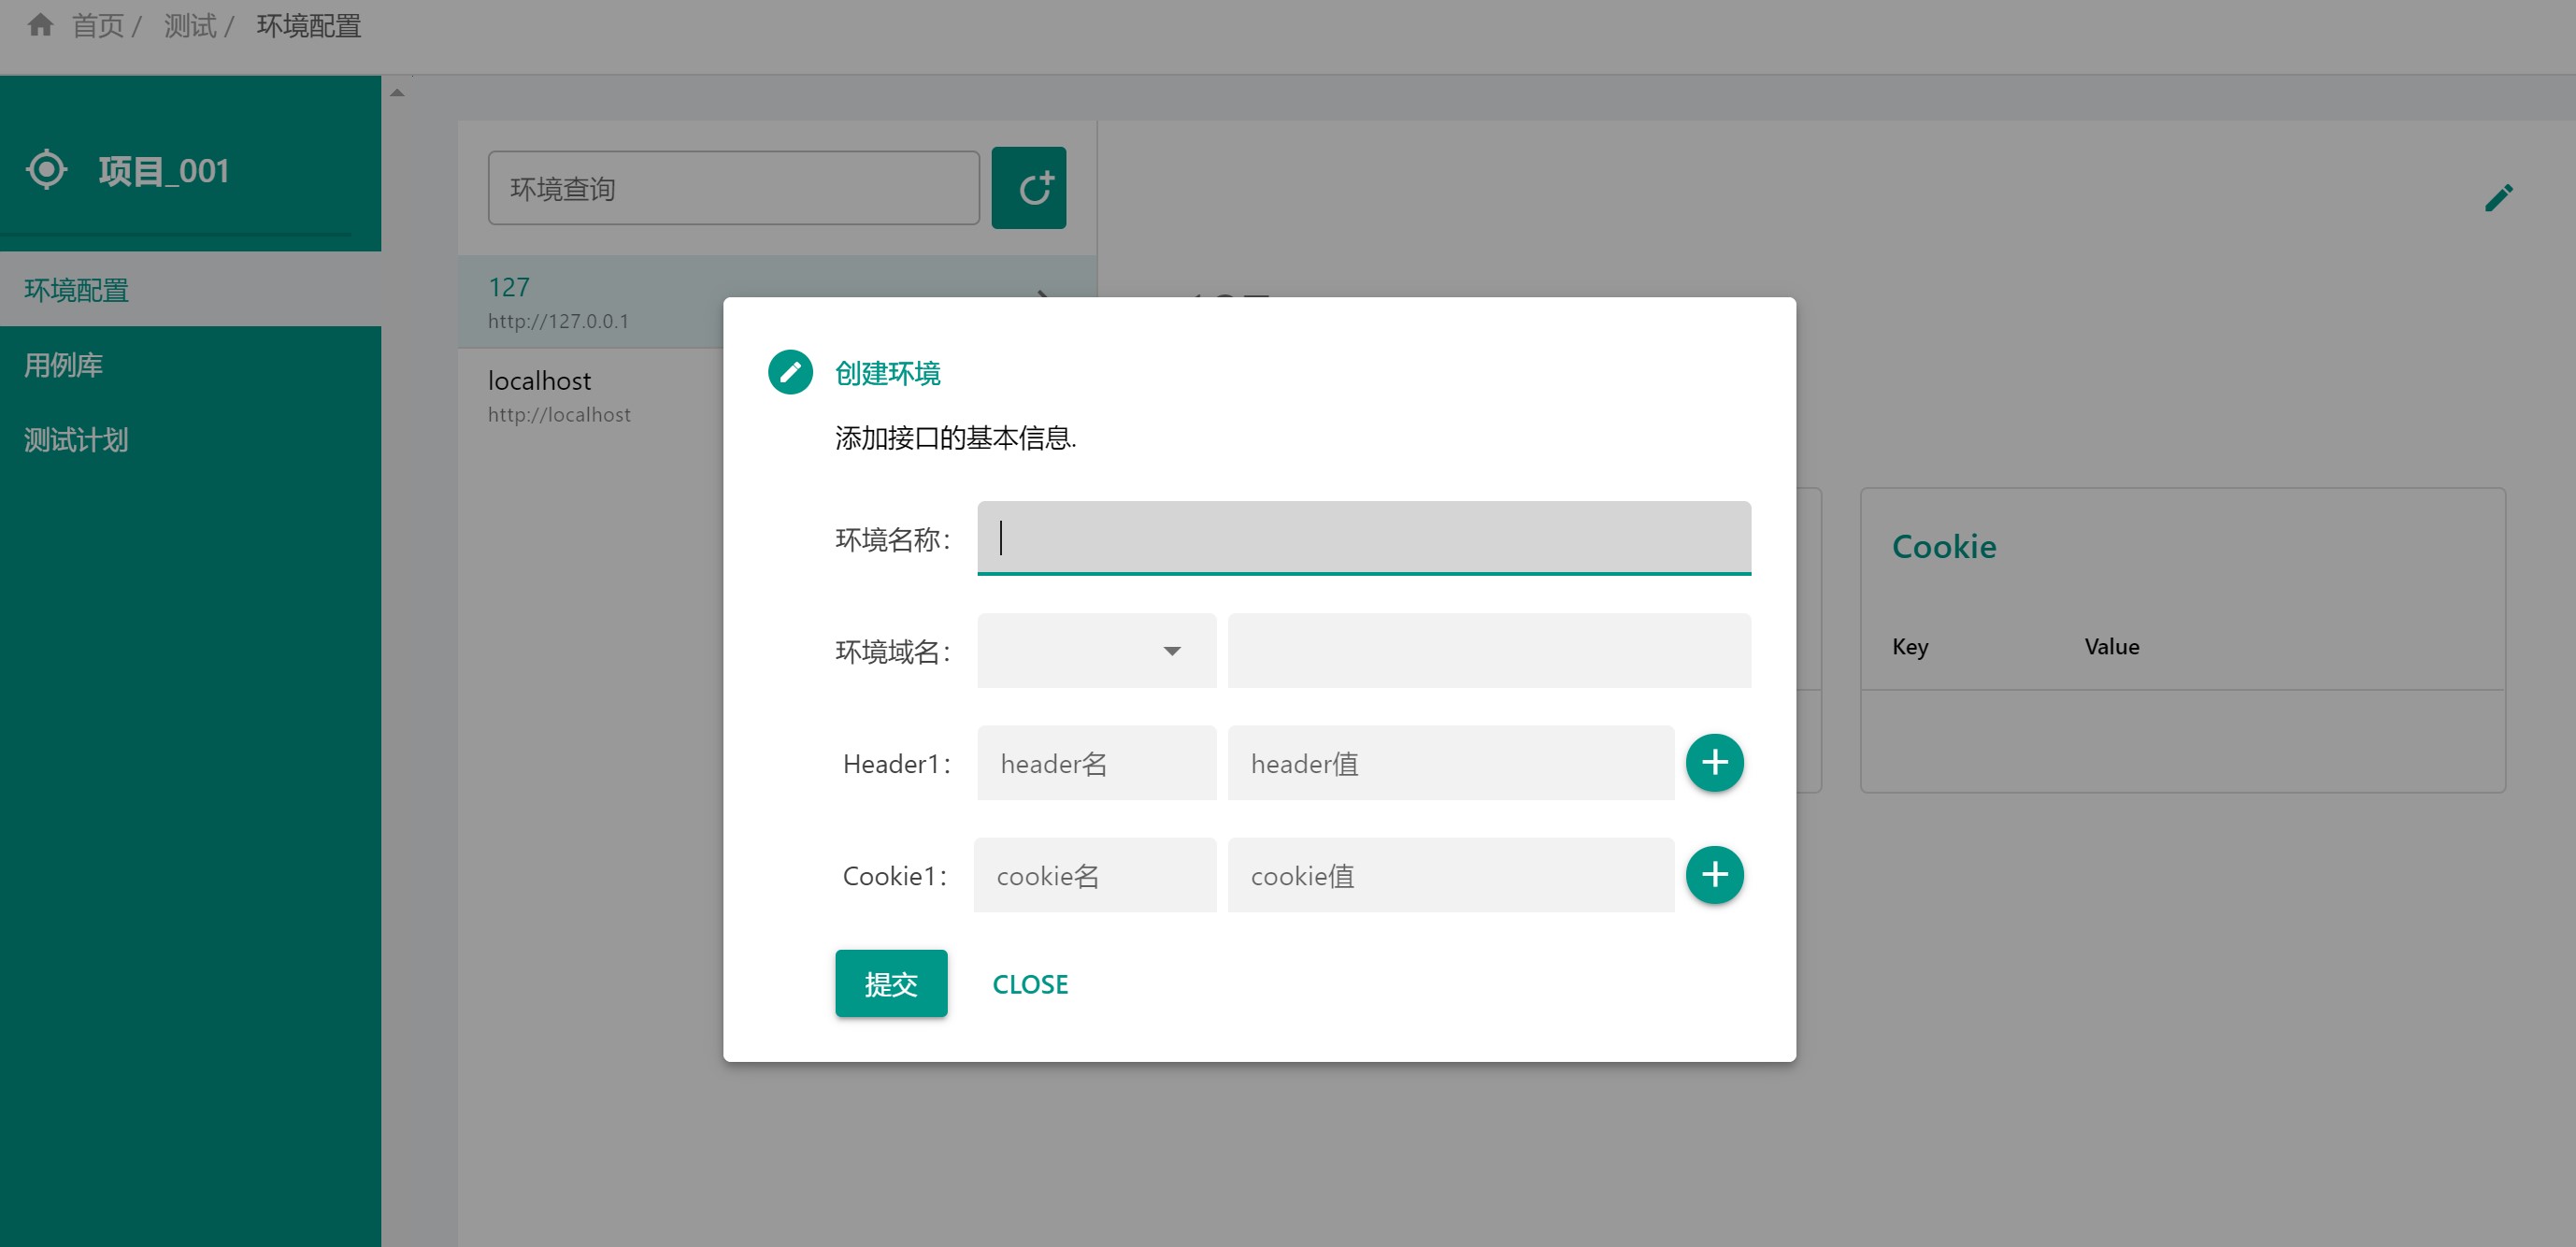 首页 / 测试 / 环境配置
项目_001
环境配置
用例库
测试计划
环境查询
127
http://127.0.0.1
localhost
http://localhost
创建环境
添加接口的基本信息.
环境名称：
环境域名：
Header1： header名 header值
Cookie1： cookie名 cookie值
提交 CLOSE
Cookie
Key Value